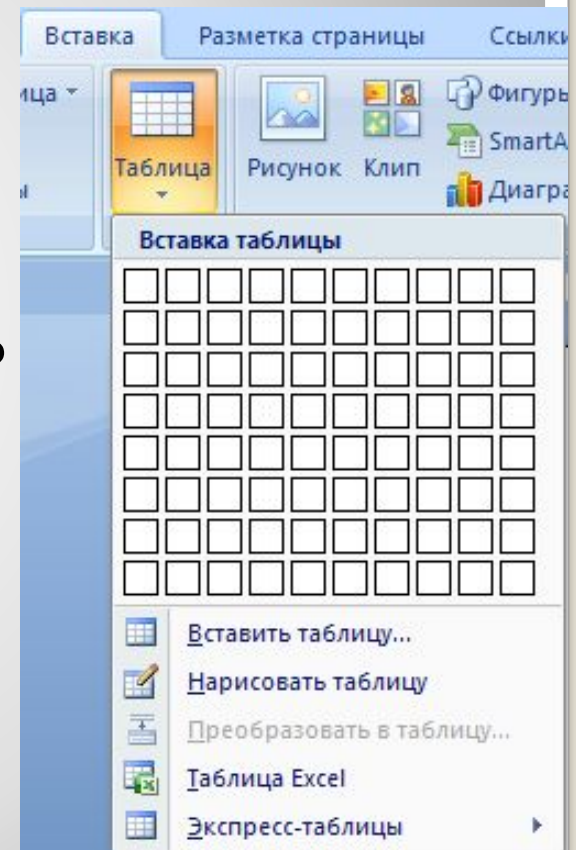 Вставка Разметка страницы Ссылки
ица Таблица Рисунок Клип Фигуры
SmartA
ы Диагра
Вставка таблицы
Вставить таблицу...
Нарисовать таблицу
Преобразовать в таблицу...
Таблица Excel
Экспресс-таблицы